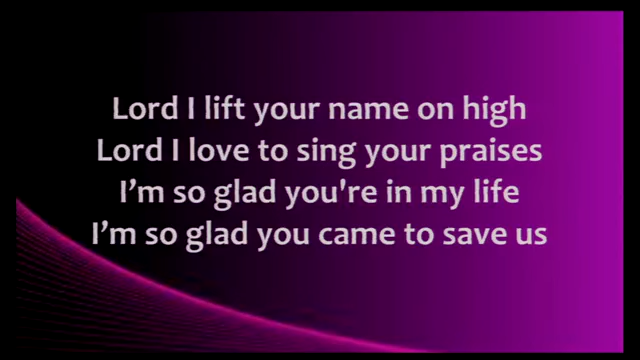 Lord I lift your name on high
Lord I love to sing your praises
I’m so glad you're in my life
I’m so glad you came to save us